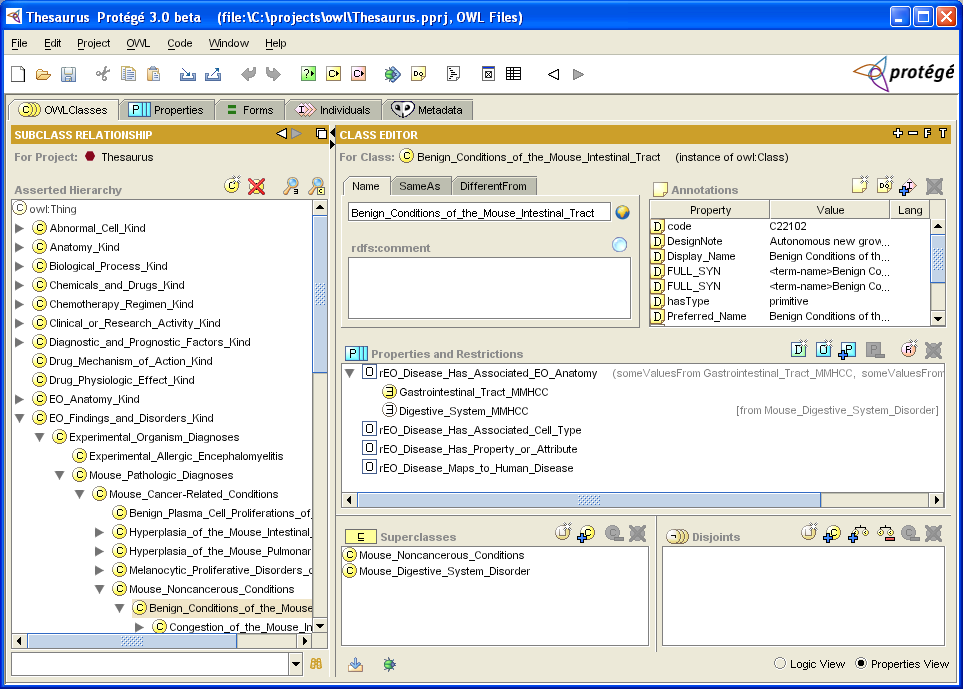 Thesaurus Protégé 3.0 beta (file:\C:\projects\owl\Thesaurus.pprj, OWL Files)
File Edit Project OWL Code Window Help
protégé
OWLClasses Properties Forms Individuals Metadata
SUBCLASS RELATIONSHIP
For Project: Thesaurus
Asserted Hierarchy
owl:Thing
Abnormal_Cell_Kind
Anatomy_Kind
Biological_Process_Kind
Chemicals_and_Drugs_Kind
Chemotherapy_Regimen_Kind
Clinical_or_Research_Activity_Kind
Diagnostic_and_Prognostic_Factors_Kind
Drug_Mechanism_of_Action_Kind
Drug_Physiologic_Effect_Kind
EO_Anatomy_Kind
EO_Findings_and_Disorders_Kind
Experimental_Organism_Diagnoses
Experimental_Allergic_Encephalomyelitis
Mouse_Pathologic_Diagnoses
Mouse_Cancer-Related_Conditions
Benign_Plasma_Cell_Proliferations_of_
Hyperplasia_of_the_Mouse_Intestinal_
Hyperplasia_of_the_Mouse_Pulmonar
Melanocytic_Proliferative_Disorders_o
Mouse_Noncancerous_Conditions
Benign_Conditions_of_the_Mouse
Congestion_of_the_Mouse_In
CLASS EDITOR
F T
For Class: Benign_Conditions_of_the_Mouse_Intestinal_Tract (instance of owl:Class)
Name SameAs DifferentFrom
Benign_Conditions_of_the_Mouse_Intestinal_Tract
rdfs:comment
Annotations
Property Value Lang
code C22102
DesignNote Autonomous new grow...
Display_Name Benign Conditions of th...
FULL_SYN <term-name>Benign Co...
FULL_SYN <term-name>Benign Co...
hasType primitive
Preferred_Name Benign Conditions of th...
Properties and Restrictions
rEO_Disease_Has_Associated_EO_Anatomy (someValuesFrom Gastrointestinal_Tract_MMHCC, someValuesFrom
Gastrointestinal_Tract_MMHCC
Digestive_System_MMHCC [from Mouse_Digestive_System_Disorder]
rEO_Disease_Has_Associated_Cell_Type
rEO_Disease_Has_Property_or_Attribute
rEO_Disease_Maps_to_Human_Disease
Superclasses
Mouse_Noncancerous_Conditions
Mouse_Digestive_System_Disorder
Disjoints
Logic View Properties View